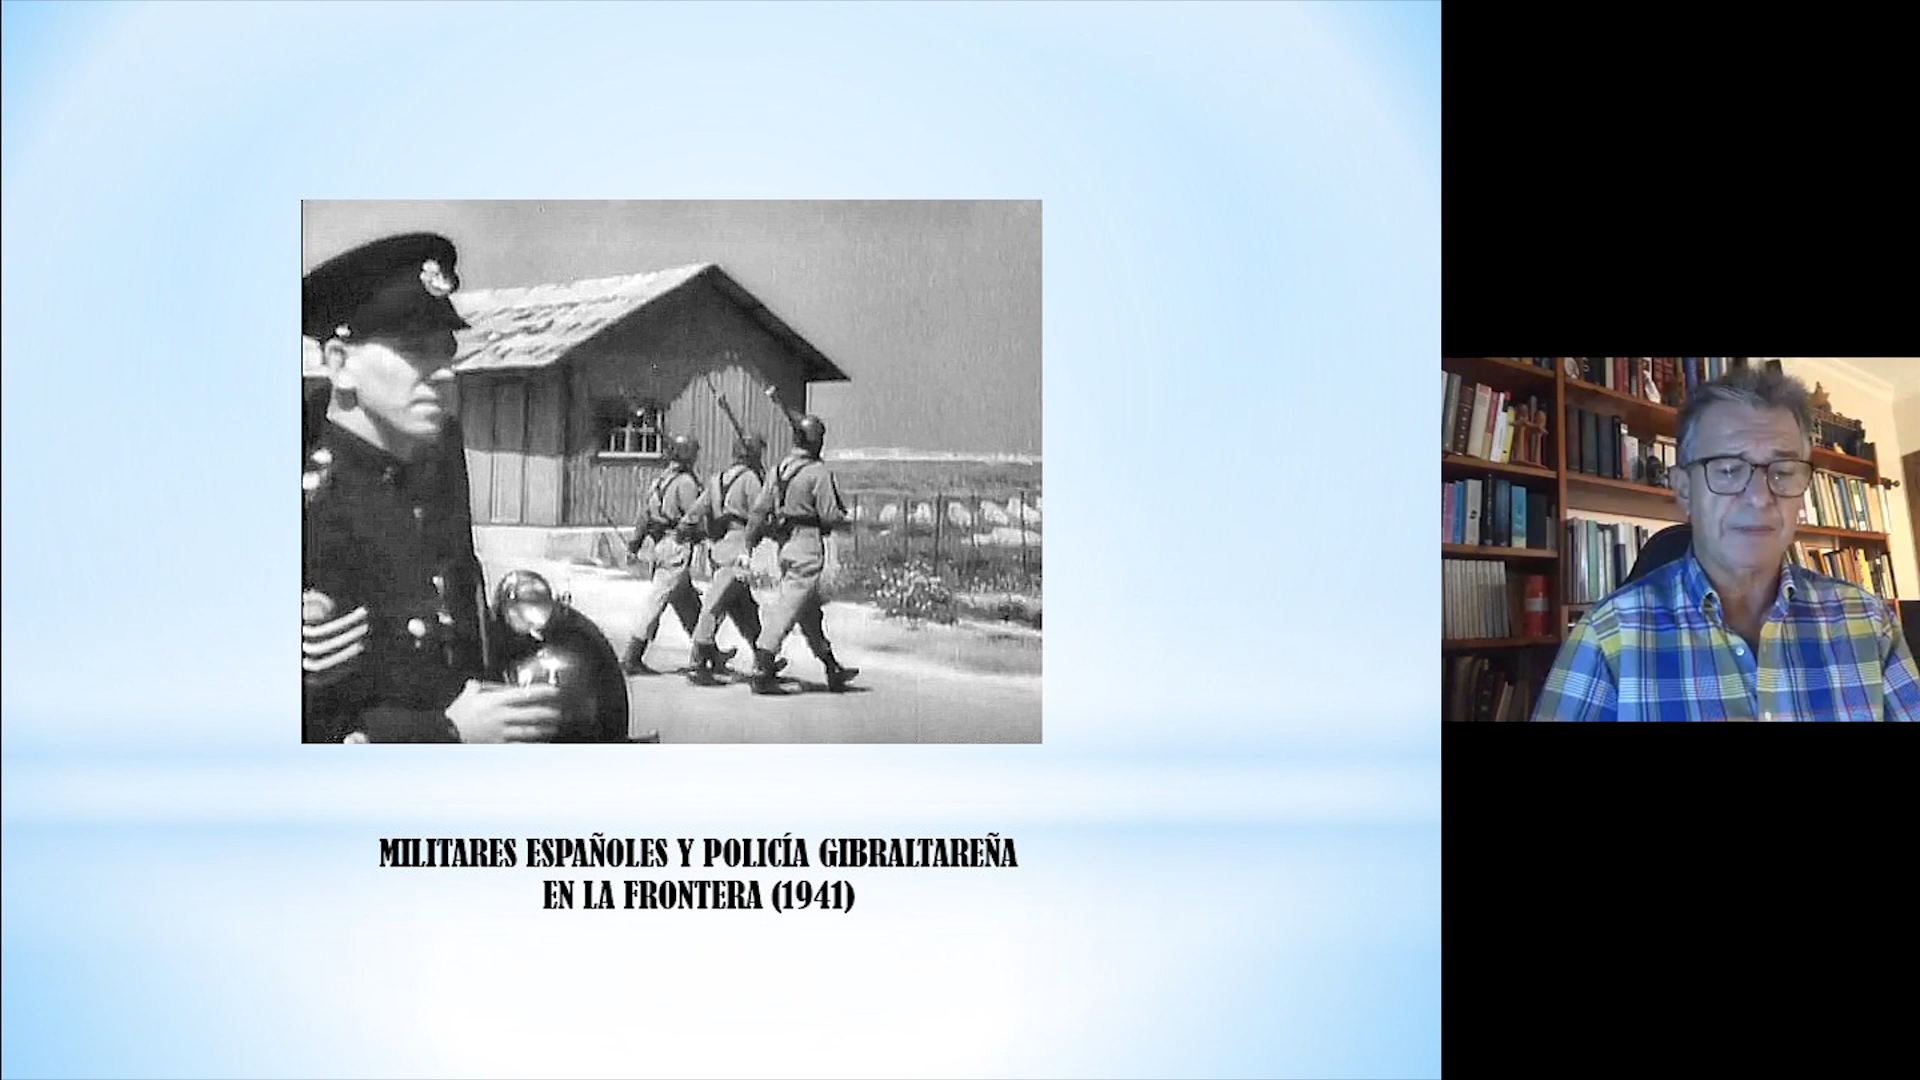 MILITARES ESPAÑOLES Y POLICÍA GIBRALTAREÑA
EN LA FRONTERA (1941)